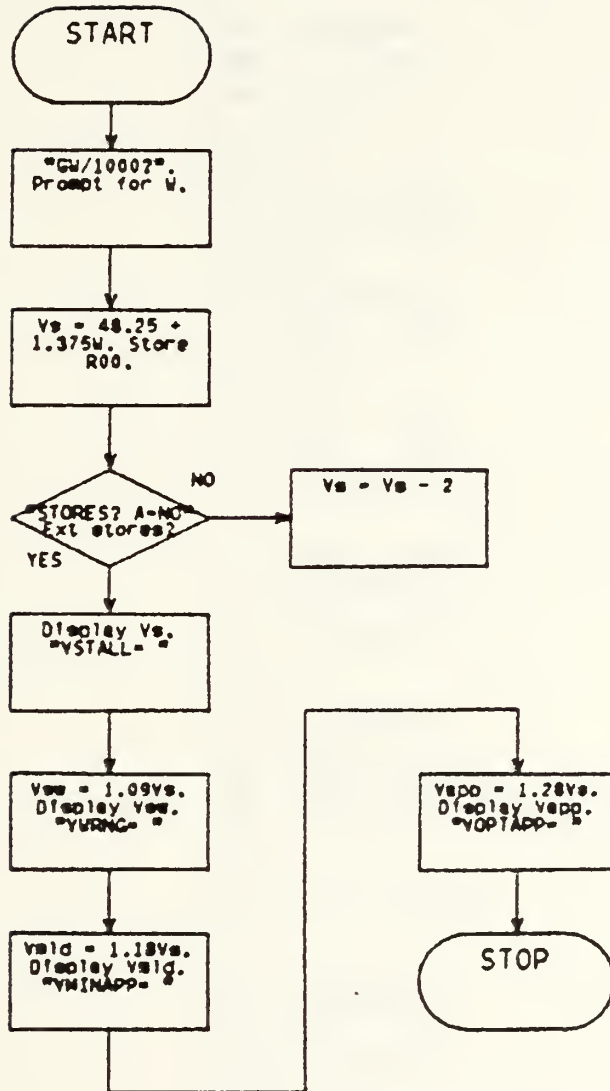 START
"GW/1000?".
Prompt for W.
Vs = 48.25 +
1.375W. Store
R00.
"STORES? A=NO"
Ext stores?
NO
YES
Vs = Vs - 2
Display Vs.
"VSTALL= "
Vsw = 1.09Vs.
Display Vsw.
"VWRNG= "
Vsld = 1.18Vs.
Display Vsld.
"VMINAPP= "
Vapp = 1.28Vs.
Display Vapp.
"VOPTAPP= "
STOP